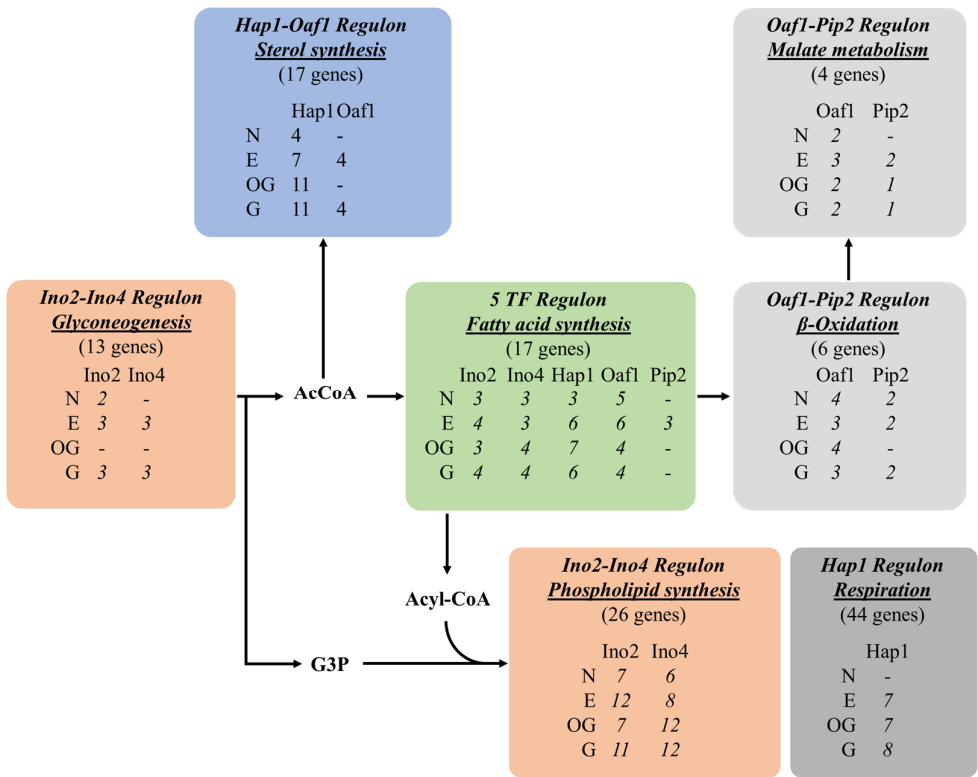 Hap1-Oaf1 Regulon
Sterol synthesis
(17 genes)
Hap1 Oaf1
N 4 -
E 7 4
OG 11 -
G 11 4
Oaf1-Pip2 Regulon
Malate metabolism
(4 genes)
Oaf1 Pip2
N 2 -
E 3 2
OG 2 1
G 2 1
Ino2-Ino4 Regulon
Glyconeogenesis
(13 genes)
Ino2 Ino4
N 2 -
E 3 3
OG - -
G 3 3
AcCoA
5 TF Regulon
Fatty acid synthesis
(17 genes)
Ino2 Ino4 Hap1 Oaf1 Pip2
N 3 3 3 5 -
E 4 3 6 6 3
OG 3 4 7 4 -
G 4 4 6 4 -
Oaf1-Pip2 Regulon
β-Oxidation
(6 genes)
Oaf1 Pip2
N 4 2
E 3 2
OG 4 -
G 3 2
Acyl-CoA
G3P
Ino2-Ino4 Regulon
Phospholipid synthesis
(26 genes)
Ino2 Ino4
N 7 6
E 12 8
OG 7 12
G 11 12
Hap1 Regulon
Respiration
(44 genes)
Hap1
N -
E 7
OG 7
G 8